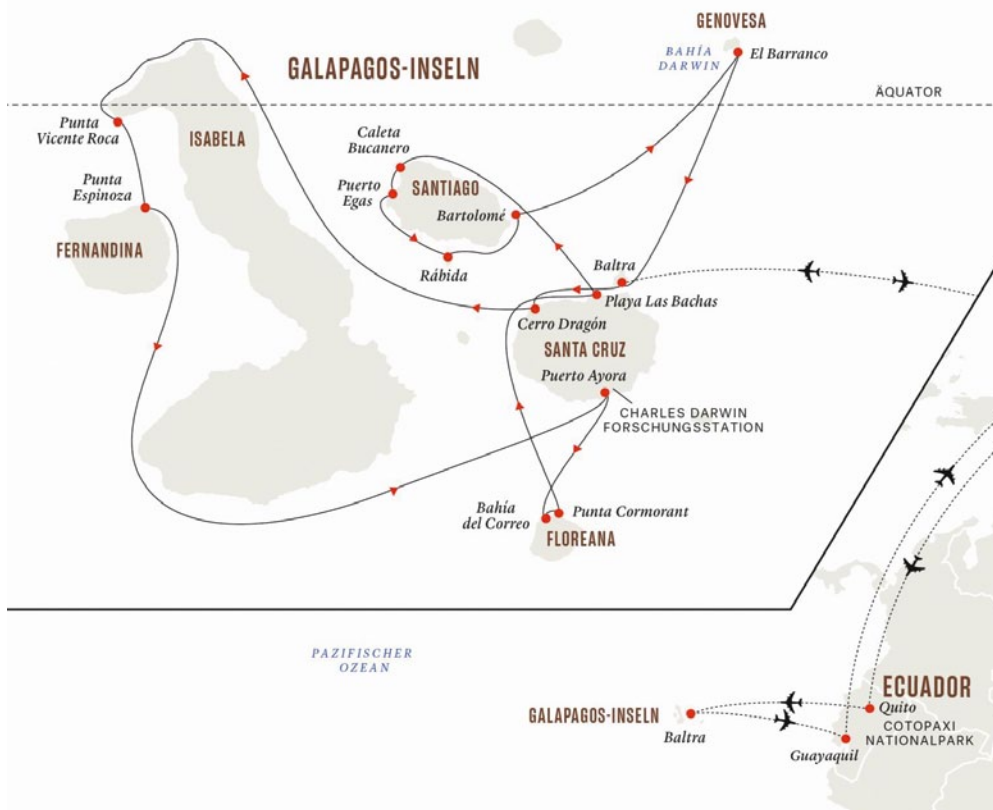 GENOVESA
BAHÍA
DARWIN
El Barranco
GALAPAGOS-INSELN
ÄQUATOR
Punta
Vicente Roca
ISABELA
Caleta
Bucanero
Punta
Espinoza
Puerto
Egas
SANTIAGO
Bartolomé
FERNANDINA
Rábida
Baltra
Playa Las Bachas
Cerro Dragón
SANTA CRUZ
Puerto Ayora
CHARLES DARWIN
FORSCHUNGSSTATION
Bahía
del Correo
Punta Cormorant
FLOREANA
PAZIFISCHER
OZEAN
ECUADOR
Quito
GALAPAGOS-INSELN
Baltra
COTOPAXI
NATIONALPARK
Guayaquil